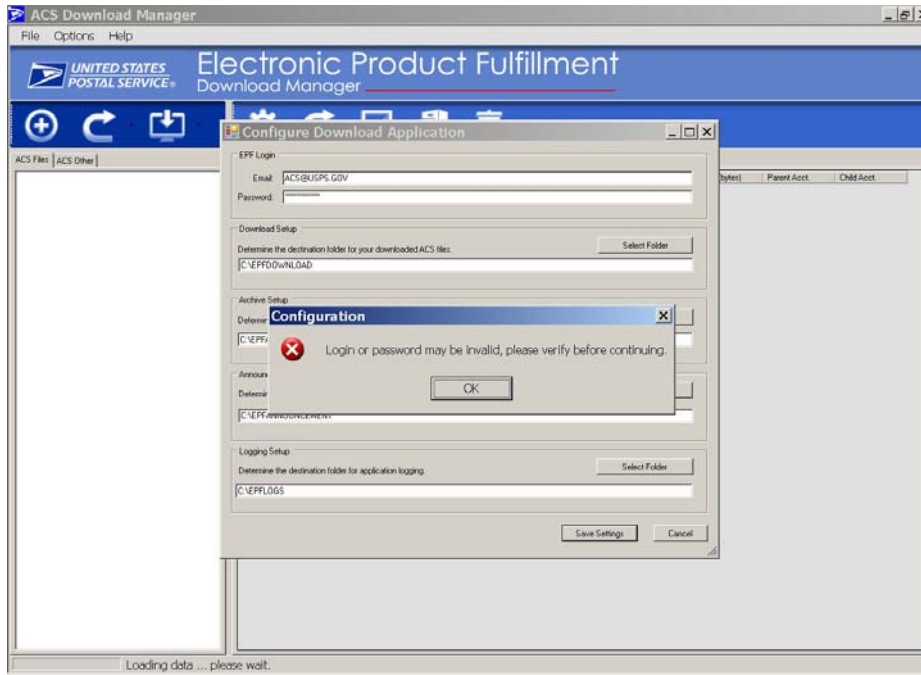 ACS Download Manager
File Options Help
UNITED STATES
POSTAL SERVICE®
Electronic Product Fulfillment
Download Manager
ACS Files ACS Other
bytes) Parent Acct. Child Acct.
Configure Download Application
EPF Login
Email: ACS@USPS.GOV
Password:
Download Setup
Determine the destination folder for your downloaded ACS files.
Select Folder
C:\EPFDOWNLOAD
Archive Setup
C:\EPF
Configuration
Login or password may be invalid, please verify before continuing.
OK
C:\EPFANNOUNCEMENT
Logging Setup
Determine the destination folder for application logging.
Select Folder
C:\EPFLOGS
Save Settings Cancel
Loading data ... please wait.